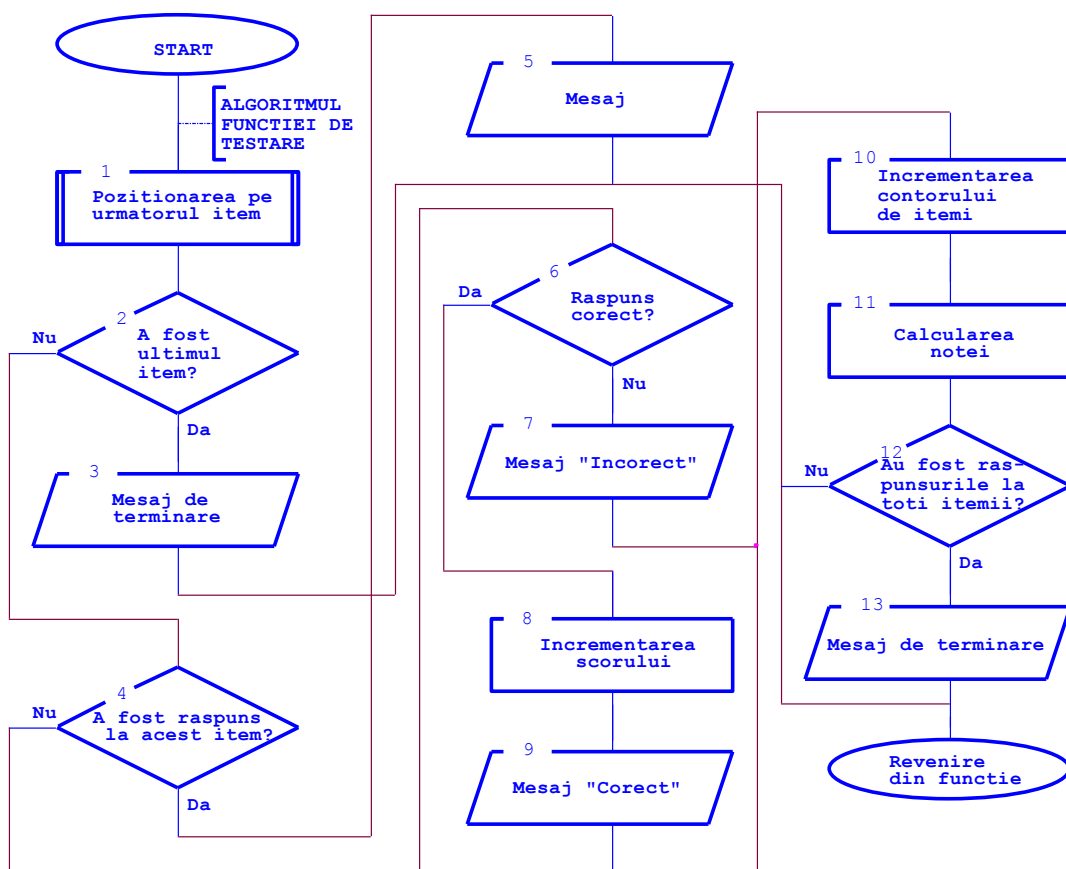 START
ALGORITMUL
FUNCTIEI DE
TESTARE
1
Pozitionarea pe
urmatorul item
2
A fost
ultimul
item?
Nu
Da
3
Mesaj de
terminare
4
A fost raspuns
la acest item?
Nu
Da
5
Mesaj
6
Raspuns
corect?
Da
Nu
7
Mesaj "Incorect"
8
Incrementarea
scorului
9
Mesaj "Corect"
10
Incrementarea
contorului
de itemi
11
Calcularea
notei
12
Au fost ras-
punsurile la
toti itemii?
Nu
Da
13
Mesaj de terminare
Revenire
din functie